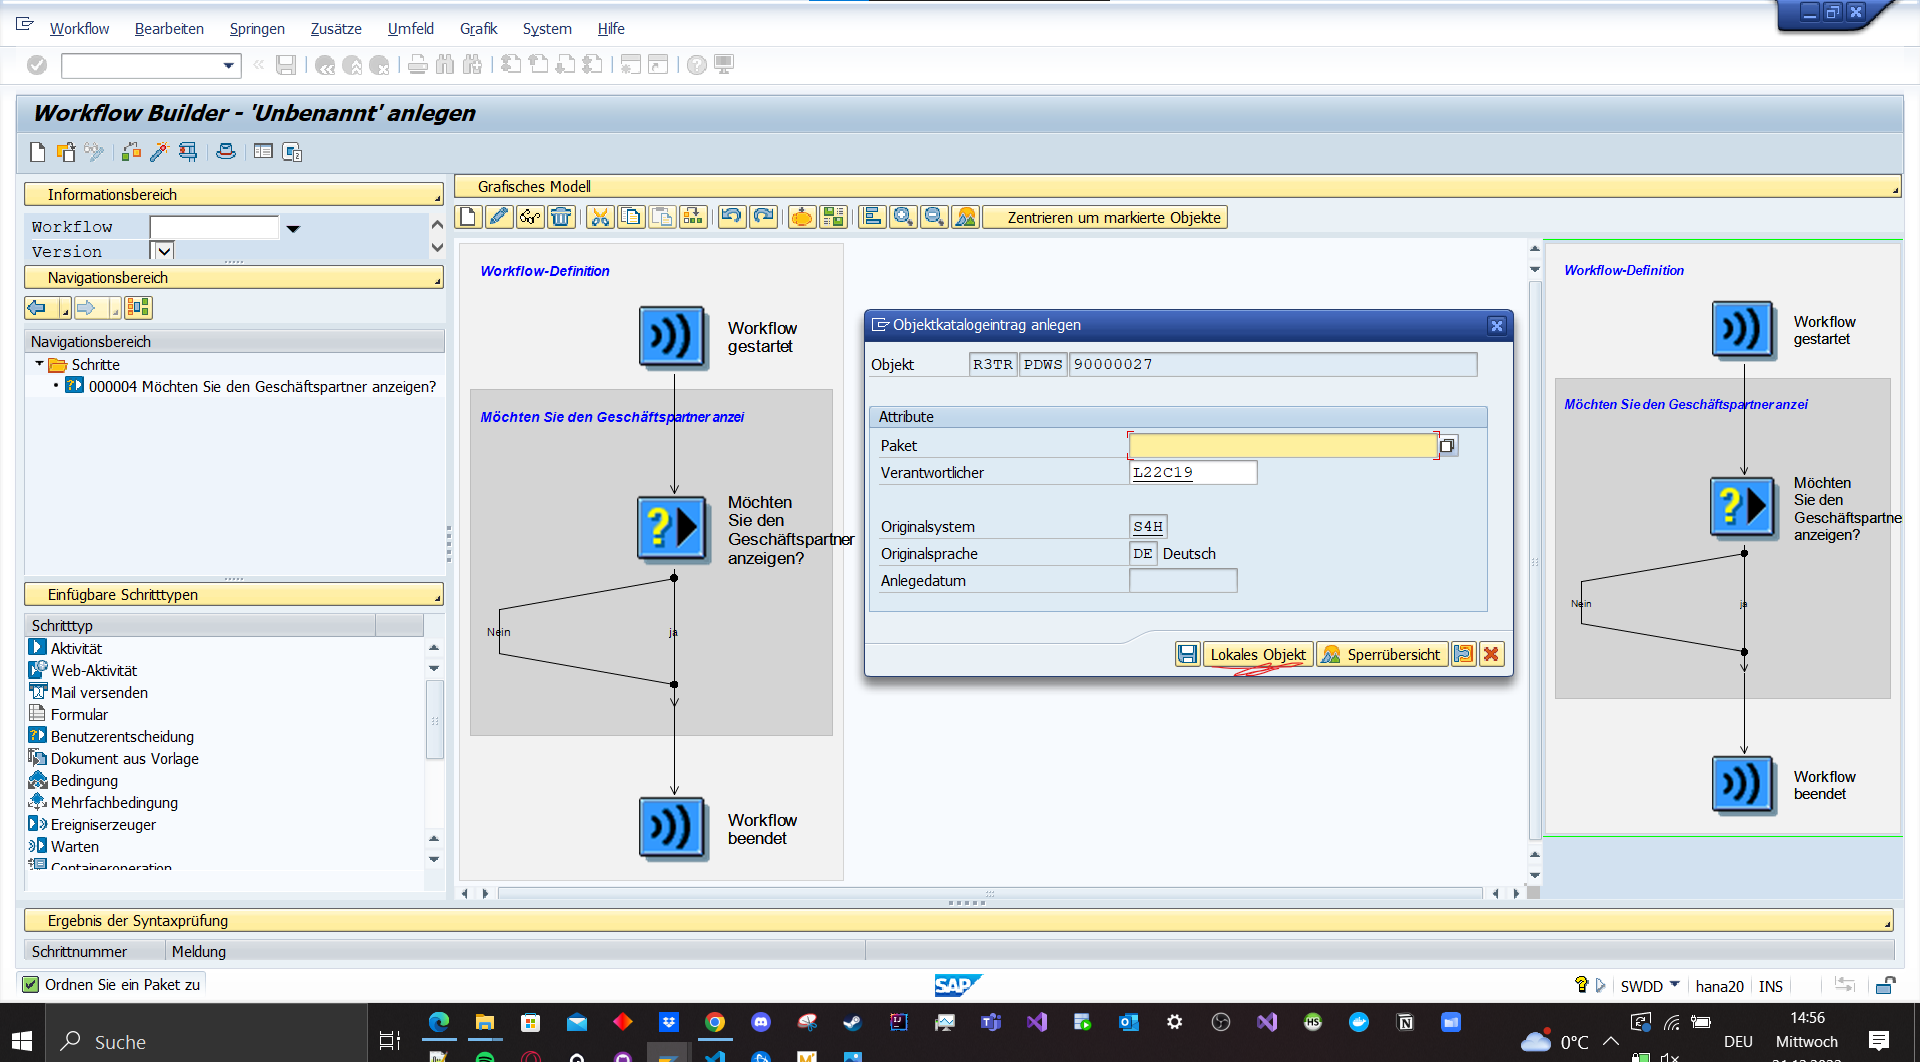 Workflow Bearbeiten Springen Zusätze Umfeld Grafik System Hilfe
Workflow Builder - 'Unbenannt' anlegen
Informationsbereich
Workflow
Version
Navigationsbereich
Navigationsbereich
Schritte
000004 Möchten Sie den Geschäftspartner anzeigen?
Einfügbare Schritttypen
Schritttyp
Aktivität
Web-Aktivität
Mail versenden
Formular
Benutzerentscheidung
Dokument aus Vorlage
Bedingung
Mehrfachbedingung
Ereigniserzeuger
Warten
Containeroperation
Grafisches Modell
Zentrieren um markierte Objekte
Workflow-Definition
Workflow
gestartet
Möchten Sie den Geschäftspartner anzei
Möchten
Sie den
Geschäftspartner
anzeigen?
Nein
ja
Workflow
beendet
Objektkatalogeintrag anlegen
Objekt R3TR PDWS 90000027
Attribute
Paket
Verantwortlicher L22C19
Originalsystem S4H
Originalsprache DE Deutsch
Anlegedatum
Lokales Objekt Sperrübersicht
Workflow-Definition
Workflow
gestartet
Möchten Sie den Geschäftspartner anzei
Möchten
Sie den
Geschäftspartne
anzeigen?
Nein
ja
Workflow
beendet
Ergebnis der Syntaxprüfung
Schrittnummer Meldung
Ordnen Sie ein Paket zu
SAP
SWDD hana20 INS
Suche
0°C
DEU
14:56
Mittwoch